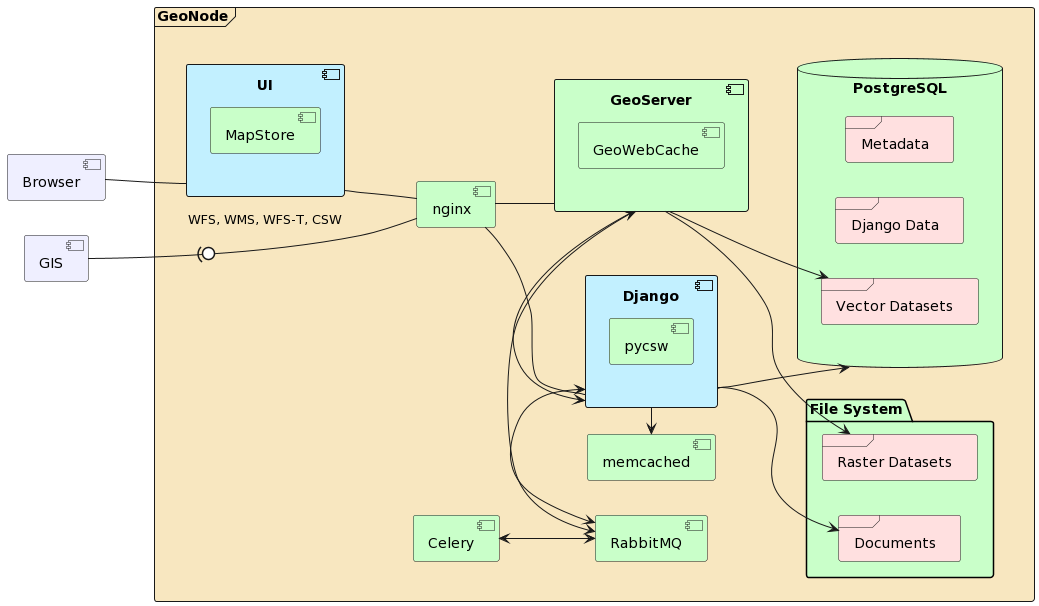 GeoNode
UI
MapStore
Browser
WFS, WMS, WFS-T, CSW
GIS
nginx
GeoServer
GeoWebCache
Django
pycsw
memcached
Celery
RabbitMQ
PostgreSQL
Metadata
Django Data
Vector Datasets
File System
Raster Datasets
Documents